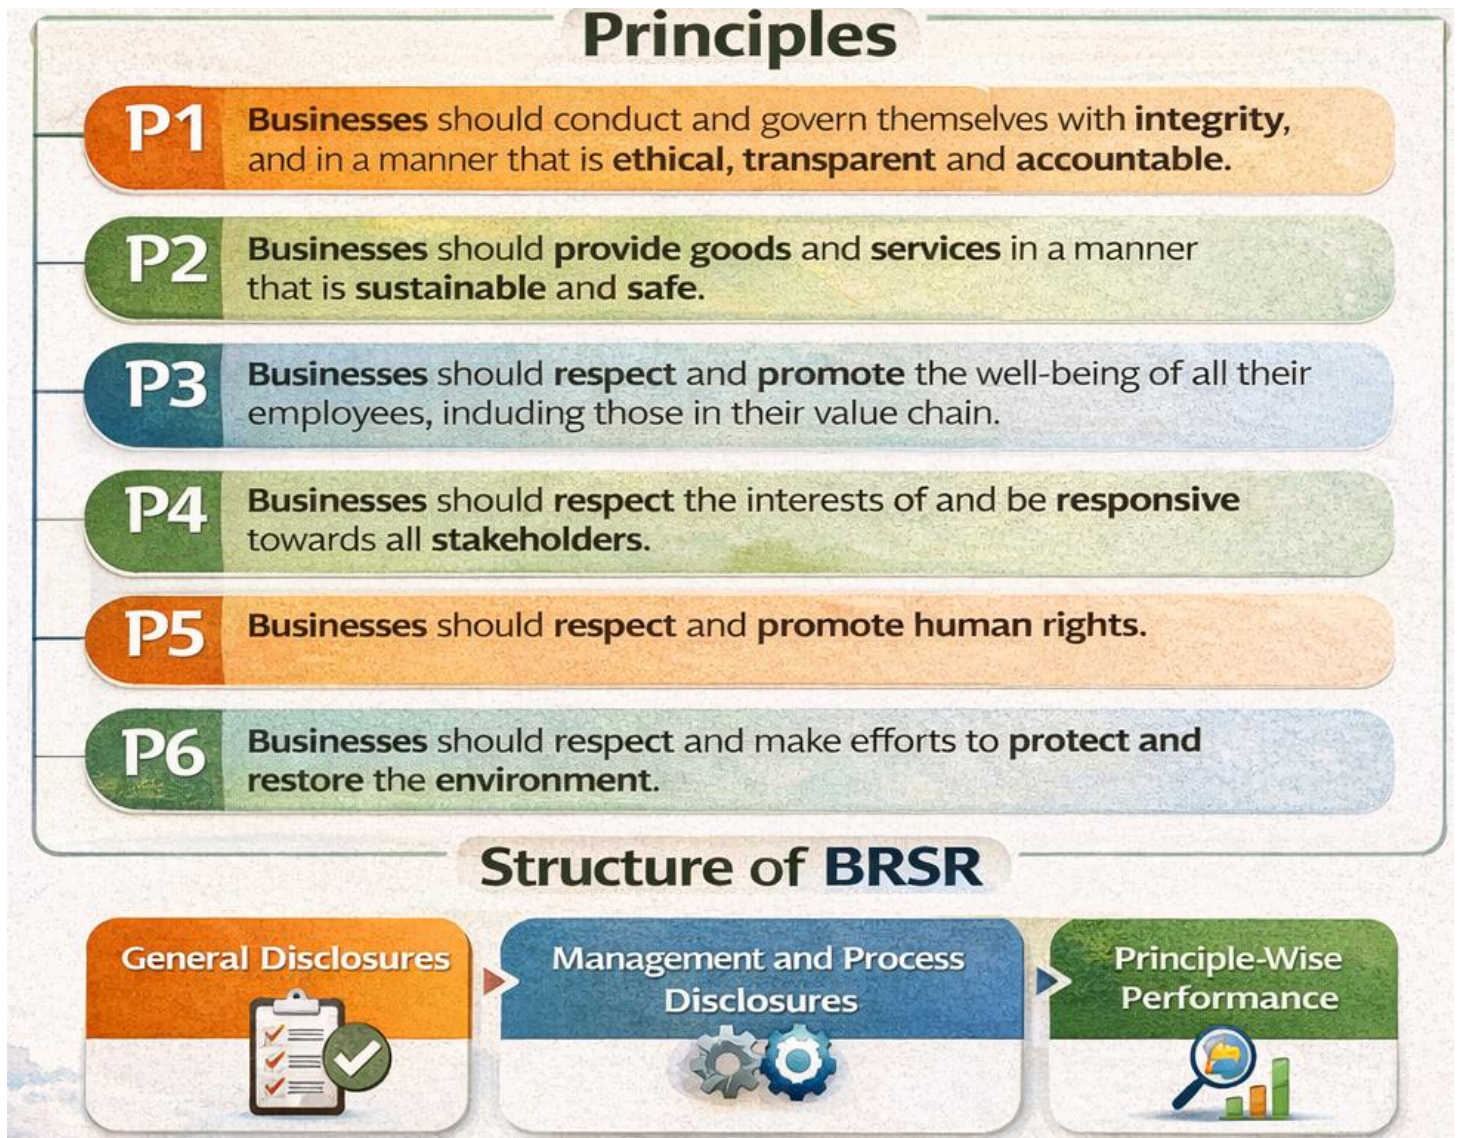 Principles
P1
Businesses should conduct and govern themselves with integrity,
and in a manner that is ethical, transparent and accountable.
P2
Businesses should provide goods and services in a manner
that is sustainable and safe.
P3
Businesses should respect and promote the well-being of all their
employees, including those in their value chain.
P4
Businesses should respect the interests of and be responsive
towards all stakeholders.
P5
Businesses should respect and promote human rights.
P6
Businesses should respect and make efforts to protect and
restore the environment.
Structure of BRSR
General Disclosures
Management and Process
Disclosures
Principle-Wise
Performance